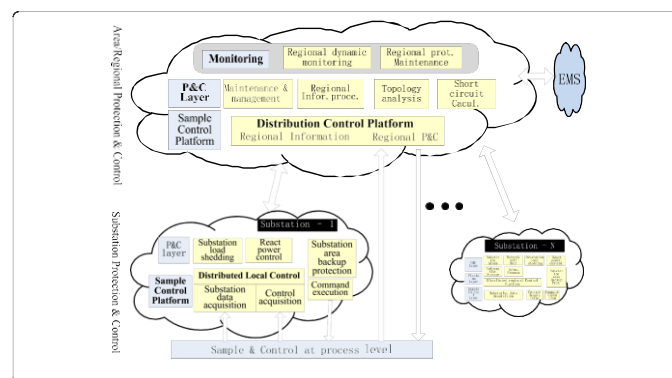 Area/Regional Protection & Control
Monitoring
Regional dynamic
monitoring
Regional prot.
Maintenance
EMS
P&C
Layer
Maintenance &
management
Regional
Infor.proce.
Topology
analysis
Short
circuit
Cacul.
Sample
Control
Platform
Distribution Control Platform
Regional Information Regional P&C
Substation Protection & Control
Substation - 1
P&C
layer
Substation
load
shedding
React
power
control
Substation
area
backup
protection
Sample
Control
Platform
Distributed Local Control
Substation
data
acquisition
Control
acquisition
Command
execution
Substation - N
Sample & Control at process level